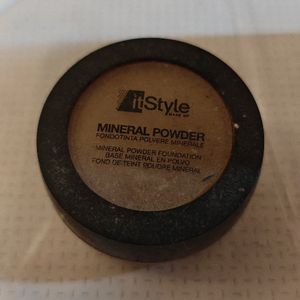 itStyle
MAKE UP
MINERAL POWDER
FONDOTINTA POLVERE MINERALE
MINERAL POWDER FOUNDATION
BASE MINERAL EN POLVO
FOND DE TEINT POUDRE MINERAL